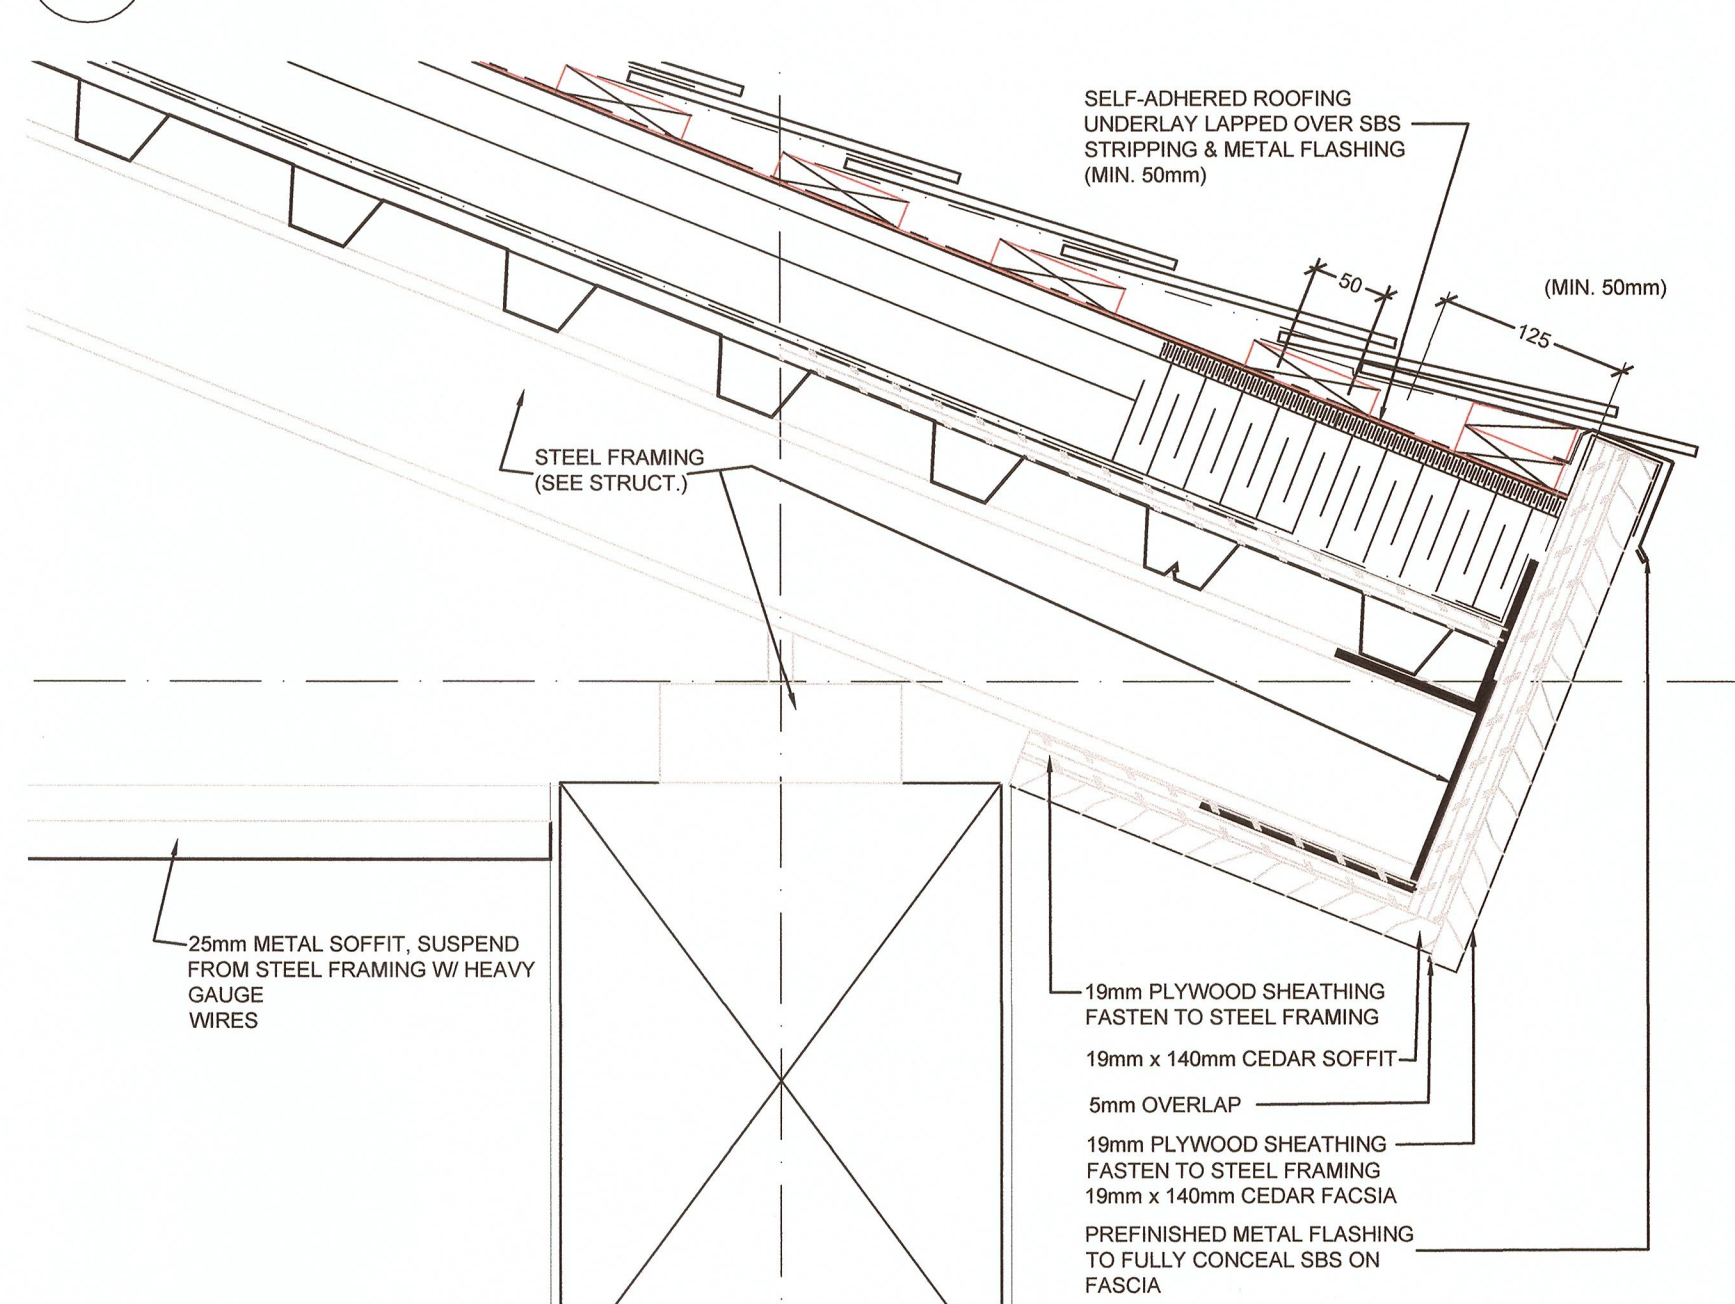 SELF-ADHERED ROOFING
UNDERLAY LAPPED OVER SBS
STRIPPING & METAL FLASHING
(MIN. 50mm)
50
(MIN. 50mm)
125
STEEL FRAMING
(SEE STRUCT.)
25mm METAL SOFFIT, SUSPEND
FROM STEEL FRAMING W/ HEAVY
GAUGE
WIRES
19mm PLYWOOD SHEATHING
FASTEN TO STEEL FRAMING
19mm x 140mm CEDAR SOFFIT
5mm OVERLAP
19mm PLYWOOD SHEATHING
FASTEN TO STEEL FRAMING
19mm x 140mm CEDAR FACSIA
PREFINISHED METAL FLASHING
TO FULLY CONCEAL SBS ON
FASCIA